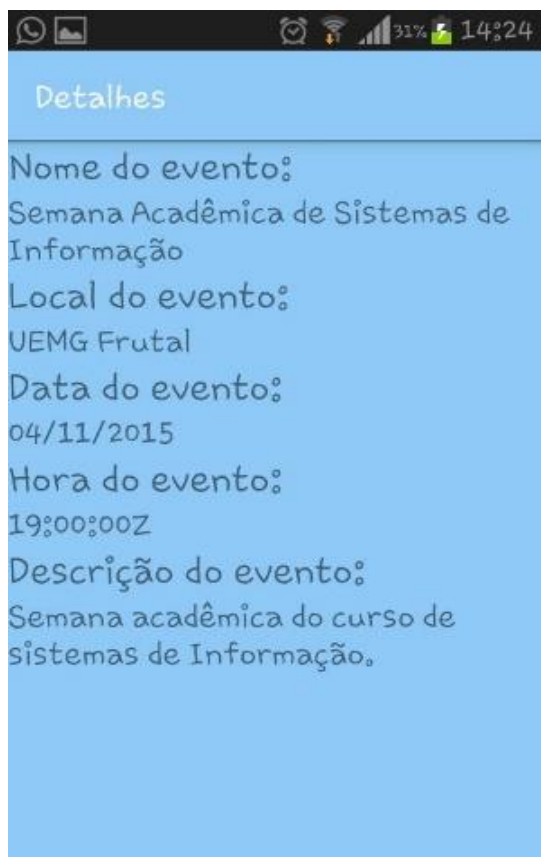 31% 14:24
Detalhes
Nome do evento:
Semana Acadêmica de Sistemas de
Informação
Local do evento:
UEMG Frutal
Data do evento:
04/11/2015
Hora do evento:
19:00:00Z
Descrição do evento:
Semana acadêmica do curso de
sistemas de Informação.